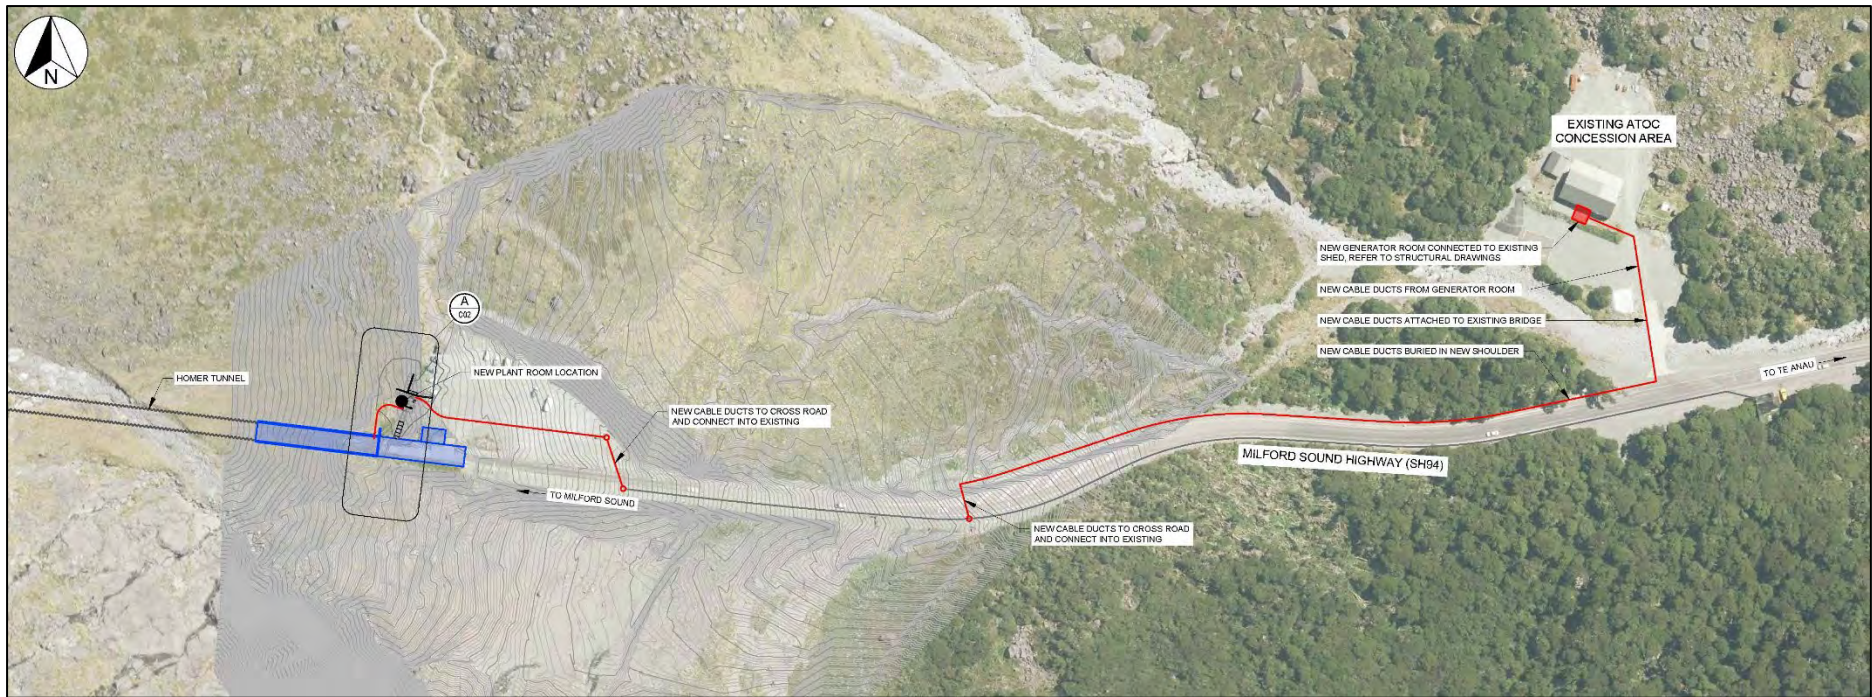 N
EXISTING ATOC
CONCESSION AREA
NEW GENERATOR ROOM CONNECTED TO EXISTING
SHED, REFER TO STRUCTURAL DRAWINGS
NEW CABLE DUCTS FROM GENERATOR ROOM
A
C02
NEW CABLE DUCTS ATTACHED TO EXISTING BRIDGE
NEW CABLE DUCTS BURIED IN NEW SHOULDER
HOMER TUNNEL
NEW PLANT ROOM LOCATION
TO TE ANAU
NEW CABLE DUCTS TO CROSS ROAD
AND CONNECT INTO EXISTING
MILFORD SOUND HIGHWAY (SH94)
TO MILFORD SOUND
NEW CABLE DUCTS TO CROSS ROAD
AND CONNECT INTO EXISTING